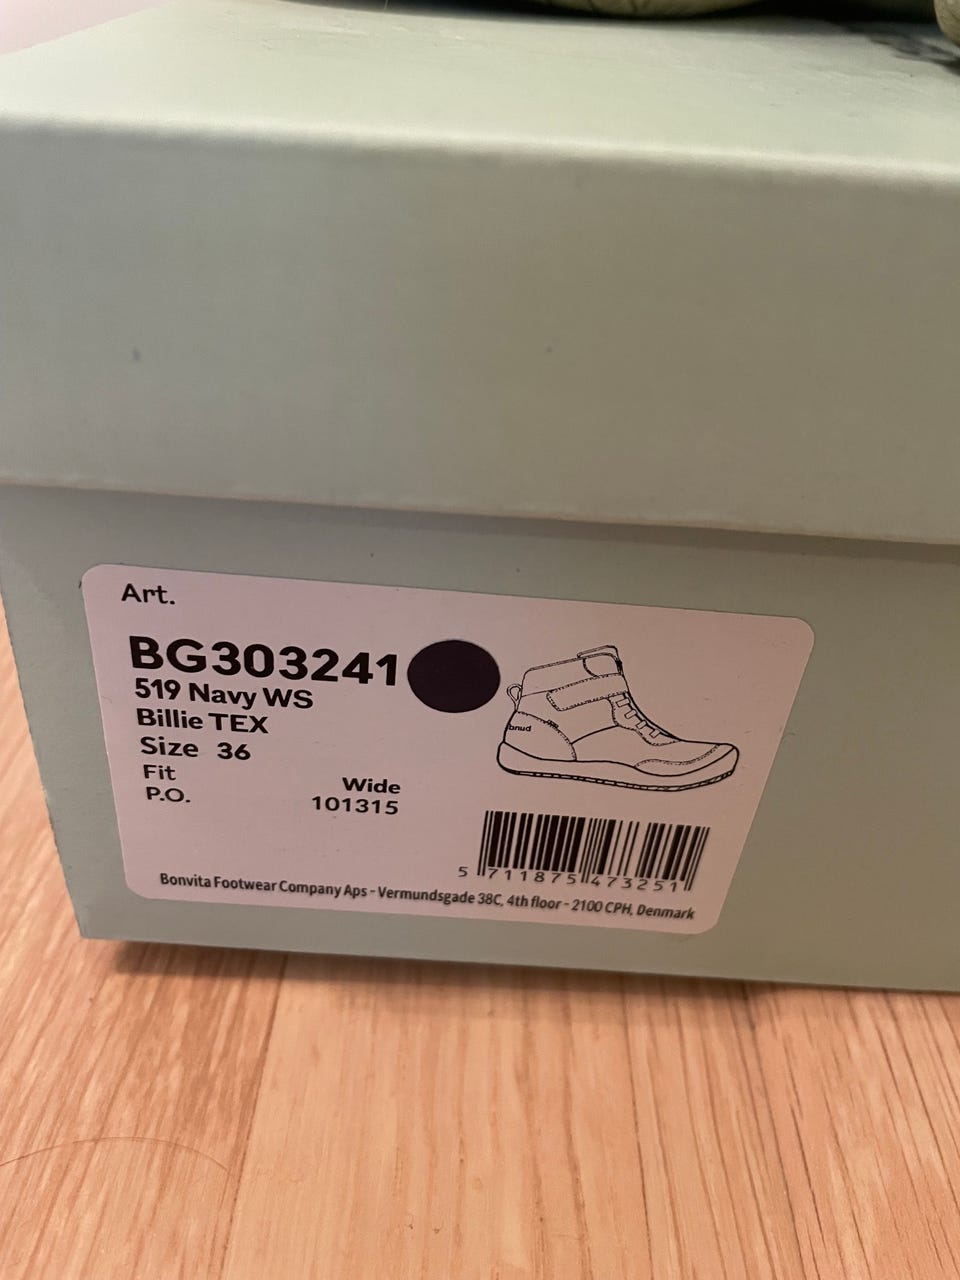 Art.
BG303241
519 Navy WS
Billie TEX
Size 36
Fit Wide
P.O. 101315
bnud
5 711875 473251
Bonvita Footwear Company Aps - Vermundsgade 38C, 4th floor - 2100 CPH, Denmark